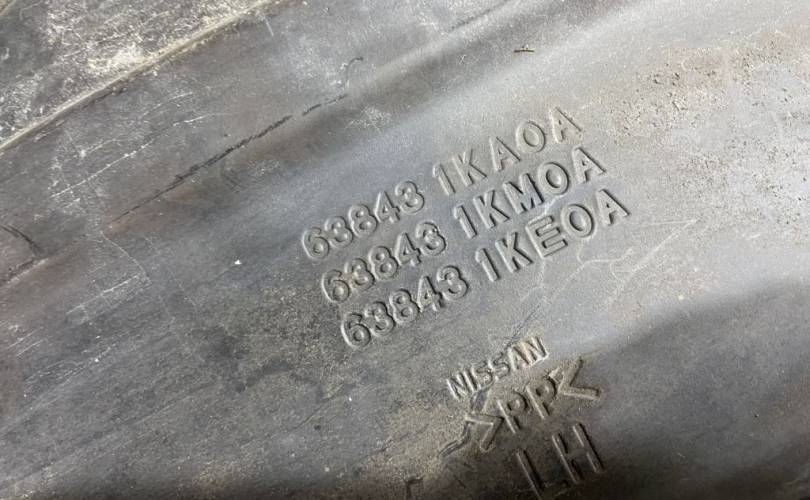 63843 1KA0A
63843 1KM0A
63843 1KE0A
NISSAN
>PP<
LH